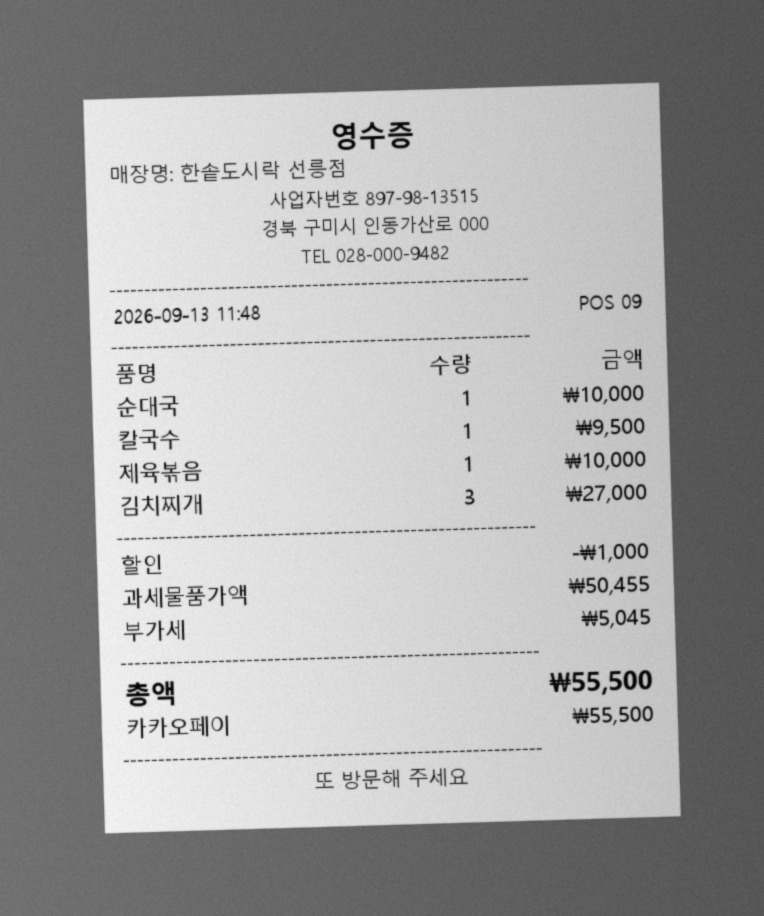 영수증
매장명: 한솥도시락 선릉점
사업자번호 897-98-13515
경북 구미시 인동가산로 000
TEL 028-000-9482
2026-09-13 11:48 POS 09
품명 수량 금액
순대국 1 ₩10,000
칼국수 1 ₩9,500
제육볶음 1 ₩10,000
김치찌개 3 ₩27,000
할인 -₩1,000
과세물품가액 ₩50,455
부가세 ₩5,045
총액 ₩55,500
카카오페이 ₩55,500
또 방문해 주세요